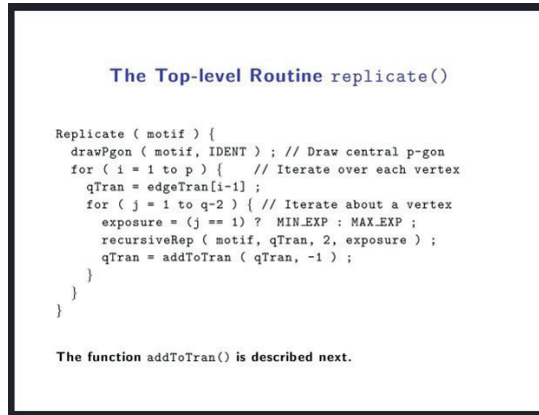 The Top-level Routine replicate()
Replicate ( motif ) {
drawPgon ( motif, IDENT ) ; // Draw central p-gon
for ( i = 1 to p ) { // Iterate over each vertex
qTran = edgeTran[i-1] ;
for ( j = 1 to q-2 ) { // Iterate about a vertex
exposure = (j == 1) ? MIN_EXP : MAX_EXP ;
recursiveRep ( motif, qTran, 2, exposure ) ;
qTran = addToTran ( qTran, -1 ) ;
}
}
}
The function addToTran() is described next.